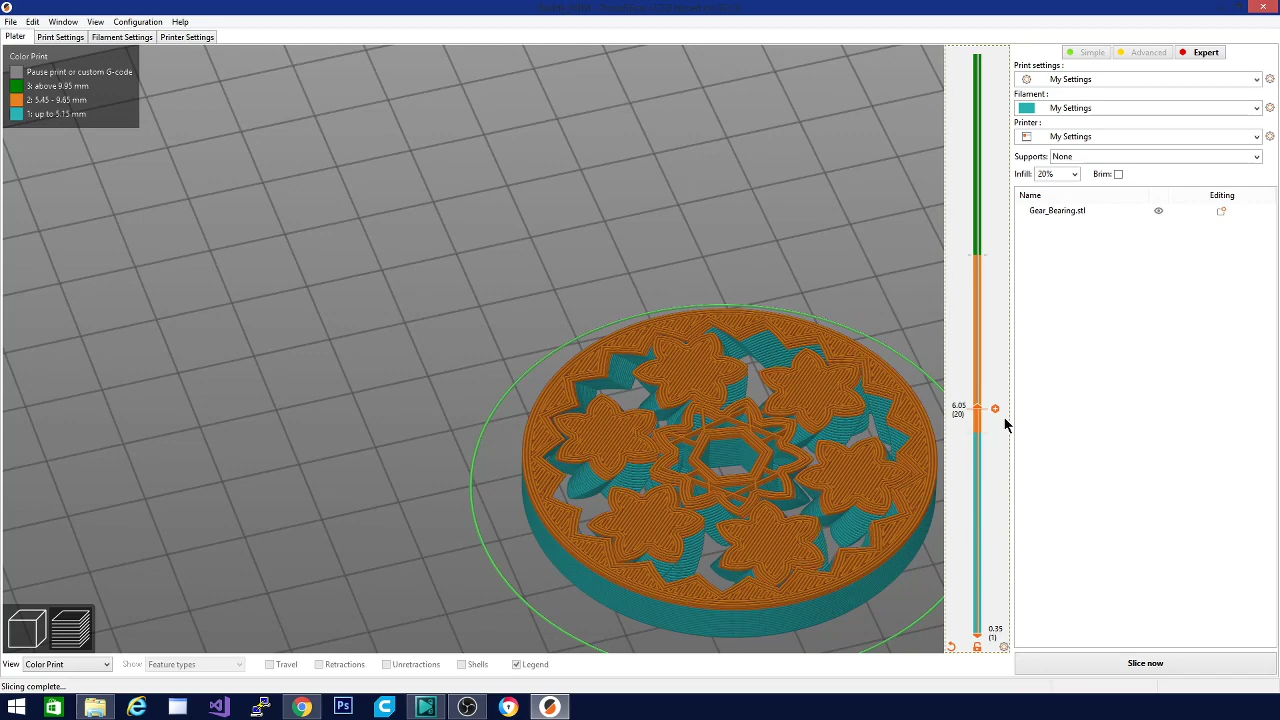 File Edit Window View Configuration Help
Plater Print Settings Filament Settings Printer Settings
Color Print
Pause print or custom G-code
3: above 9.95 mm
2: 5.45 - 9.65 mm
1: up to 5.15 mm
6.05
(20)
0.35
(1)
Simple Advanced Expert
Print settings :
My Settings
Filament :
My Settings
Printer :
My Settings
Supports: None
Infill: 20% Brim:
Name Editing
Gear_Bearing.stl
View Color Print Show Feature types Travel Retractions Unretractions Shells Legend
Slice now
Slicing complete...
Ps